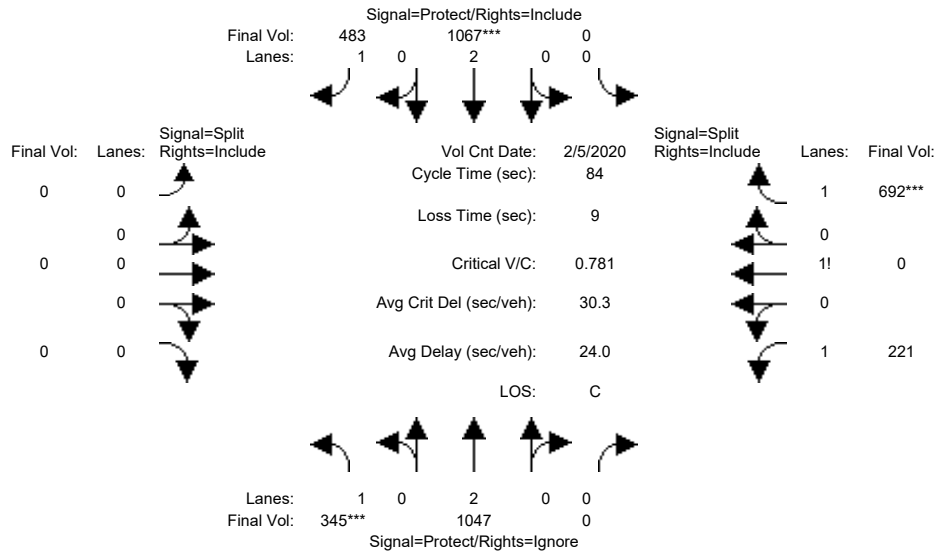 Signal=Protect/Rights=Include
Final Vol: 483 1067*** 0
Lanes: 1 0 2 0 0
Signal=Split
Final Vol: Lanes: Rights=Include
Vol Cnt Date: 2/5/2020
Signal=Split
Rights=Include Lanes: Final Vol:
Cycle Time (sec): 84
0 0
1 692***
Loss Time (sec): 9
0
0
0 0
Critical V/C: 0.781
1! 0
0
Avg Crit Del (sec/veh): 30.3
0
0 0
Avg Delay (sec/veh): 24.0
1 221
LOS: C
Lanes: 1 0 2 0 0
Final Vol: 345*** 1047 0
Signal=Protect/Rights=Ignore